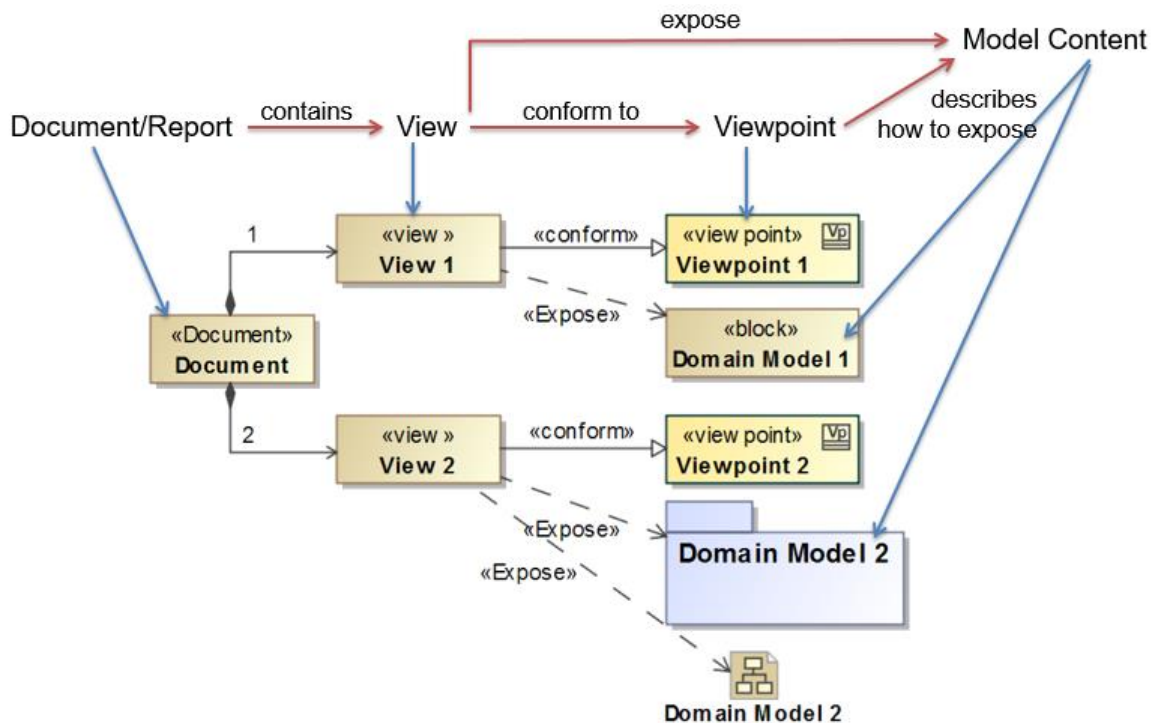 expose
Model Content
contains
conform to
describes
how to expose
Document/Report
View
Viewpoint
1
«view »
View 1
«conform»
«view point»
Vp
Viewpoint 1
«Expose»
«Document»
Document
«block»
Domain Model 1
2
«view »
View 2
«conform»
«view point»
Vp
Viewpoint 2
«Expose»
Domain Model 2
«Expose»
Domain Model 2